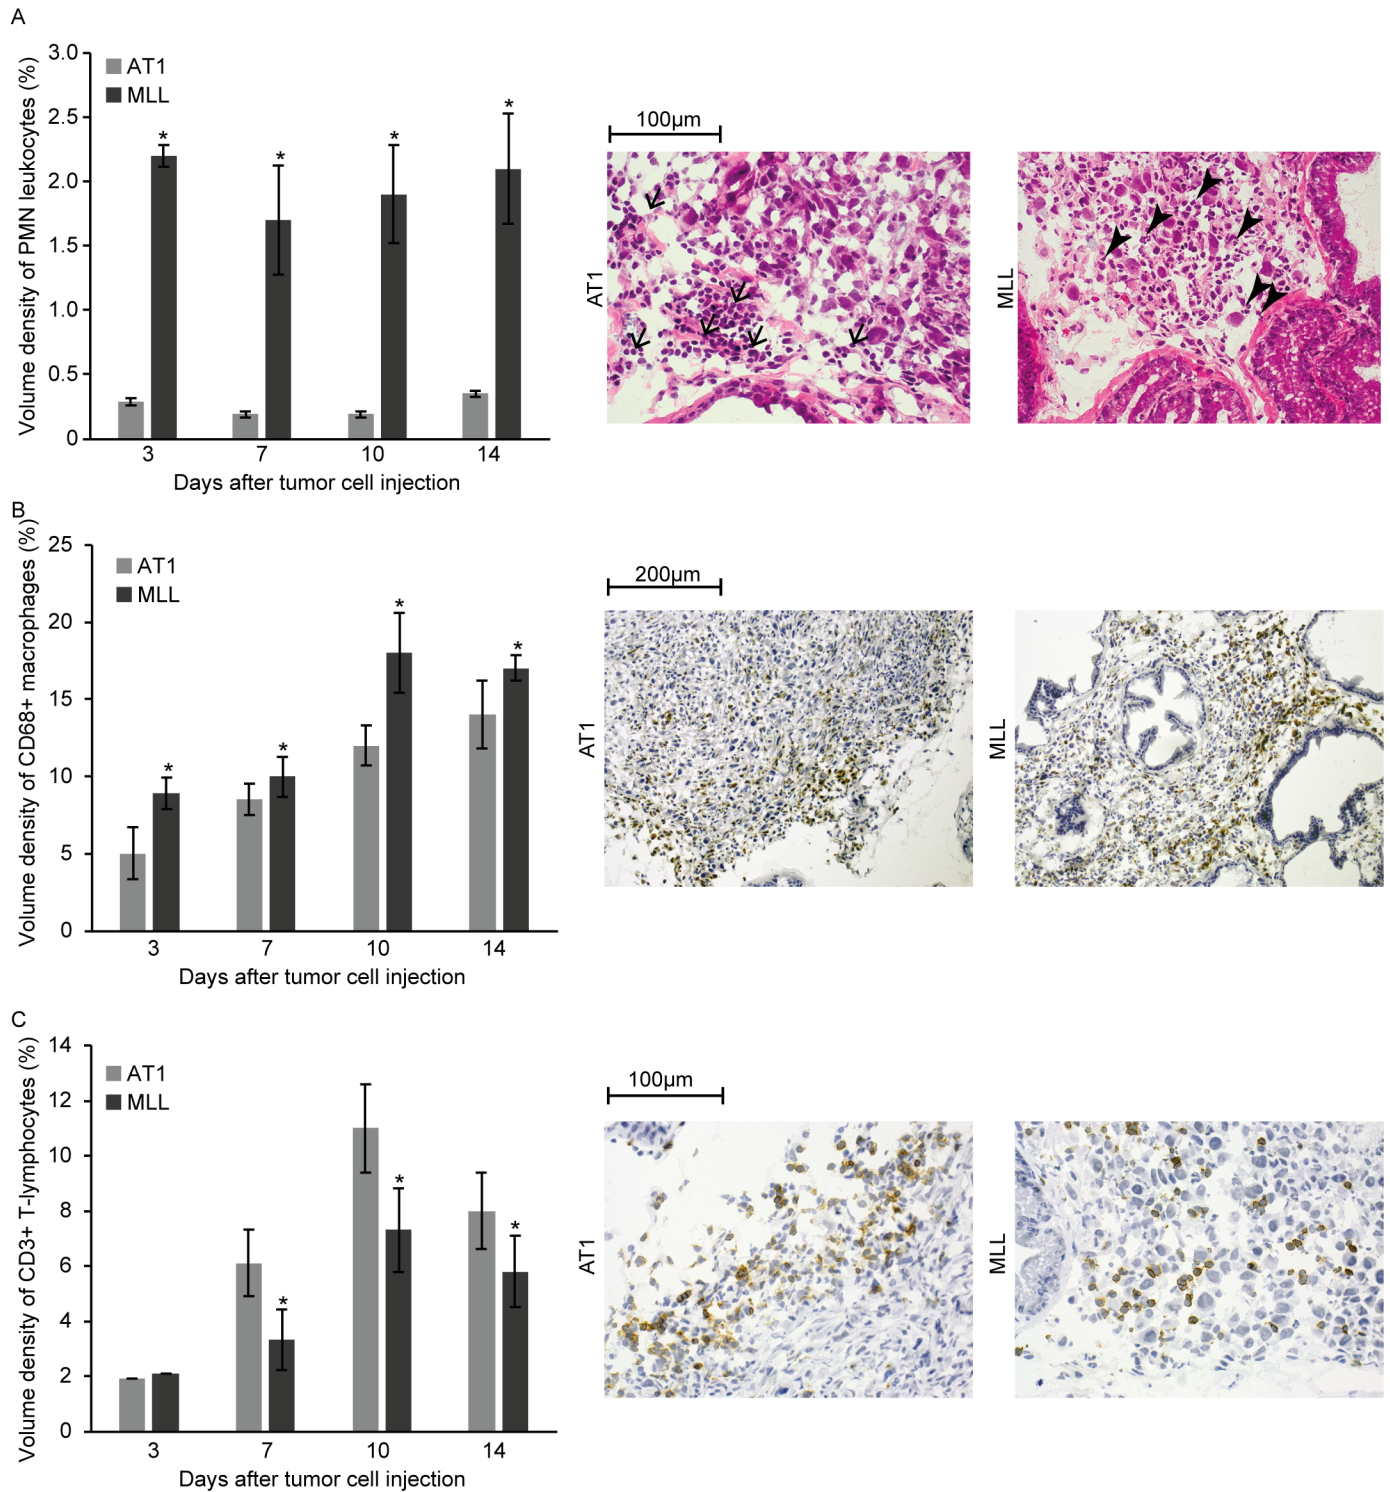 A
Volume density of PMN leukocytes (%)
3.0
2.5
2.0
1.5
1.0
0.5
0
AT1
MLL
*
*
*
*
3
7
10
14
Days after tumor cell injection
100µm
AT1
MLL
B
Volume density of CD68+ macrophages (%)
25
20
15
10
5
0
AT1
MLL
*
*
*
*
3
7
10
14
Days after tumor cell injection
200µm
AT1
MLL
C
Volume density of CD3+ T-lymphocytes (%)
14
12
10
8
6
4
2
0
AT1
MLL
*
*
*
3
7
10
14
Days after tumor cell injection
100µm
AT1
MLL